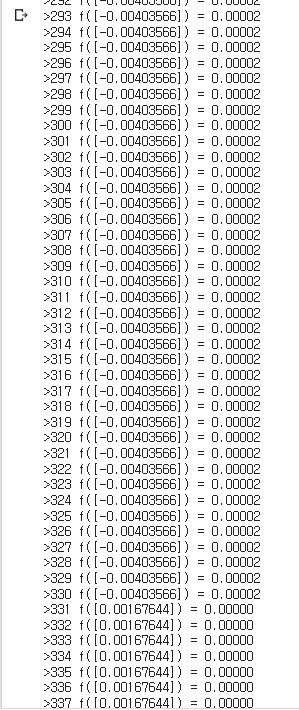 >292 f([-0.00403566]) = 0.00002
>293 f([-0.00403566]) = 0.00002
>294 f([-0.00403566]) = 0.00002
>295 f([-0.00403566]) = 0.00002
>296 f([-0.00403566]) = 0.00002
>297 f([-0.00403566]) = 0.00002
>298 f([-0.00403566]) = 0.00002
>299 f([-0.00403566]) = 0.00002
>300 f([-0.00403566]) = 0.00002
>301 f([-0.00403566]) = 0.00002
>302 f([-0.00403566]) = 0.00002
>303 f([-0.00403566]) = 0.00002
>304 f([-0.00403566]) = 0.00002
>305 f([-0.00403566]) = 0.00002
>306 f([-0.00403566]) = 0.00002
>307 f([-0.00403566]) = 0.00002
>308 f([-0.00403566]) = 0.00002
>309 f([-0.00403566]) = 0.00002
>310 f([-0.00403566]) = 0.00002
>311 f([-0.00403566]) = 0.00002
>312 f([-0.00403566]) = 0.00002
>313 f([-0.00403566]) = 0.00002
>314 f([-0.00403566]) = 0.00002
>315 f([-0.00403566]) = 0.00002
>316 f([-0.00403566]) = 0.00002
>317 f([-0.00403566]) = 0.00002
>318 f([-0.00403566]) = 0.00002
>319 f([-0.00403566]) = 0.00002
>320 f([-0.00403566]) = 0.00002
>321 f([-0.00403566]) = 0.00002
>322 f([-0.00403566]) = 0.00002
>323 f([-0.00403566]) = 0.00002
>324 f([-0.00403566]) = 0.00002
>325 f([-0.00403566]) = 0.00002
>326 f([-0.00403566]) = 0.00002
>327 f([-0.00403566]) = 0.00002
>328 f([-0.00403566]) = 0.00002
>329 f([-0.00403566]) = 0.00002
>330 f([-0.00403566]) = 0.00002
>331 f([0.00167644]) = 0.00000
>332 f([0.00167644]) = 0.00000
>333 f([0.00167644]) = 0.00000
>334 f([0.00167644]) = 0.00000
>335 f([0.00167644]) = 0.00000
>336 f([0.00167644]) = 0.00000
>337 f([0.00167644]) = 0.00000